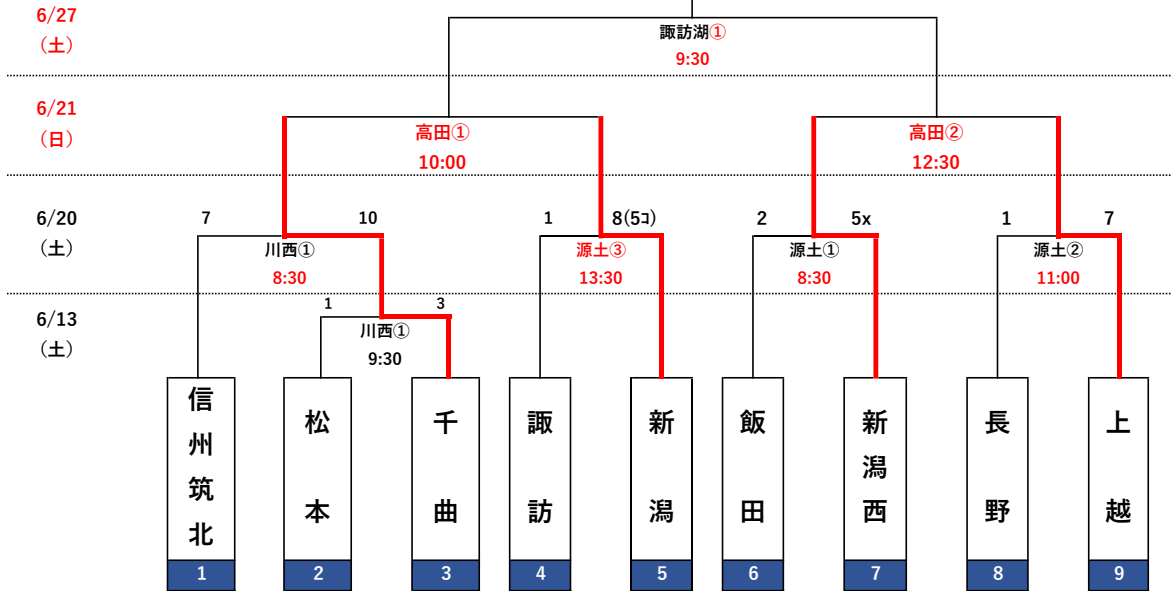 6/27
(土)
諏訪湖①
9:30
6/21
(日)
高田①
10:00
高田②
12:30
6/20
(土)
7
10
川西①
8:30
1
8(5ｺ)
源土③
13:30
2
5x
源土①
8:30
1
7
源土②
11:00
6/13
(土)
1
3
川西①
9:30
信州筑北
松本
千曲
諏訪
新潟
飯田
新潟西
長野
上越
1
2
3
4
5
6
7
8
9